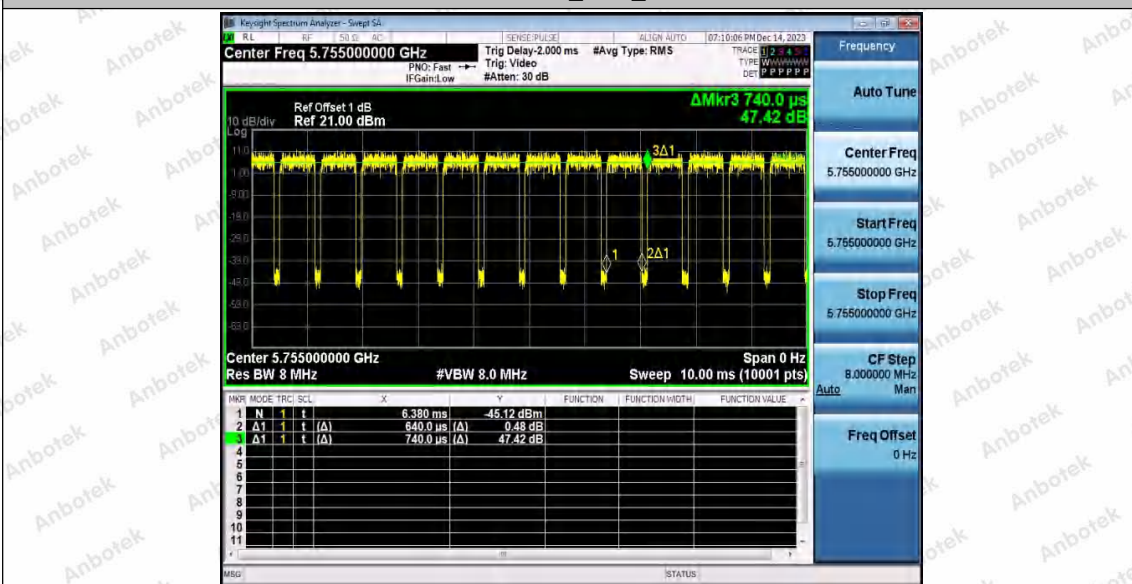 Keysight Spectrum Analyzer - Swept SA
RL RF 50 Ω AC SENSE:PULSE ALIGN AUTO 07:10:06 PM Dec 14, 2023
Center Freq 5.755000000 GHz
PNO: Fast
IFGain:Low
Trig Delay-2.000 ms
Trig: Video
#Atten: 30 dB
#Avg Type: RMS
TRACE 1 2 3 4 5 6
TYPE WWWWWW
DET P P P P P P
Ref Offset 1 dB
Ref 21.00 dBm
10 dB/div
Log
ΔMkr3 740.0 µs
47.42 dB
11.0
1.00
-9.00
-19.0
-29.0
-39.0
-49.0
-59.0
-69.0
3Δ1
1
2Δ1
Center 5.755000000 GHz Span 0 Hz
Res BW 8 MHz #VBW 8.0 MHz Sweep 10.00 ms (10001 pts)
MKR MODE TRC SCL X Y FUNCTION FUNCTION WIDTH FUNCTION VALUE
1 N 1 t 6.380 ms -45.12 dBm
2 Δ1 1 t (Δ) 640.0 µs (Δ) 0.48 dB
3 Δ1 1 t (Δ) 740.0 µs (Δ) 47.42 dB
4
5
6
7
8
9
10
11
MSG STATUS
Frequency
Auto Tune
Center Freq
5.755000000 GHz
Start Freq
5.755000000 GHz
Stop Freq
5.755000000 GHz
CF Step
8.000000 MHz
Auto Man
Freq Offset
0 Hz
Anbotek